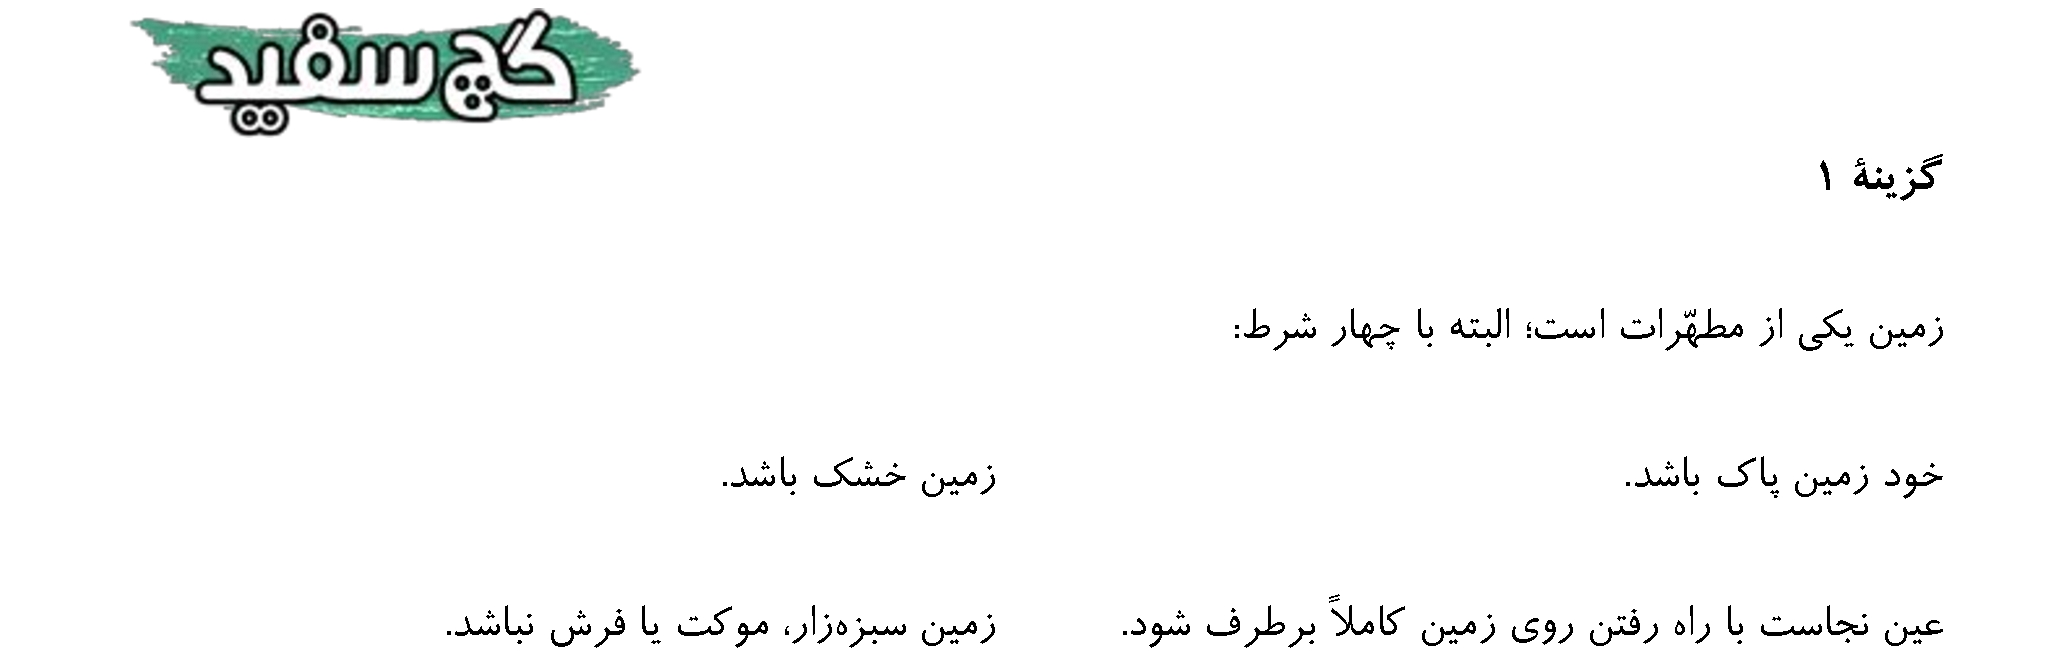 گچ سفید
گزینهٔ ۱
زمین یکی از مطهّرات است؛ البته با چهار شرط:
خود زمین پاک باشد. زمین خشک باشد.
عین نجاست با راه رفتن روی زمین کاملاً برطرف شود. زمین سبزه‌زار، موکت یا فرش نباشد.